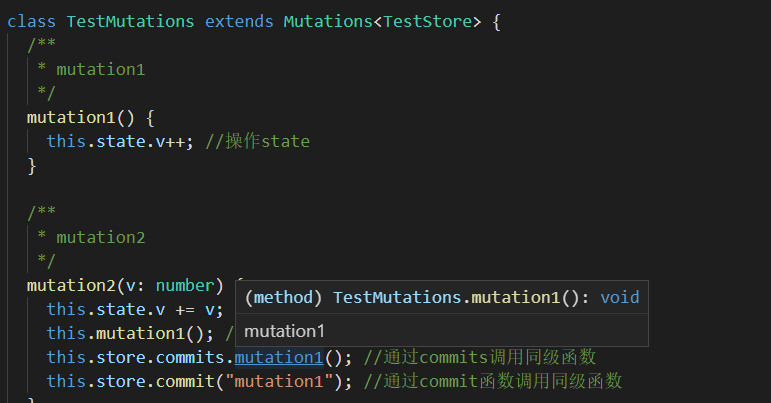 class TestMutations extends Mutations<TestStore> {
/**
* mutation1
*/
mutation1() {
this.state.v++; //操作state
}
/**
* mutation2
*/
mutation2(v: number) {
(method) TestMutations.mutation1(): void
mutation1
this.state.v += v;
this.mutation1(); /
this.store.commits.mutation1(); //通过commits调用同级函数
this.store.commit("mutation1"); //通过commit函数调用同级函数
}